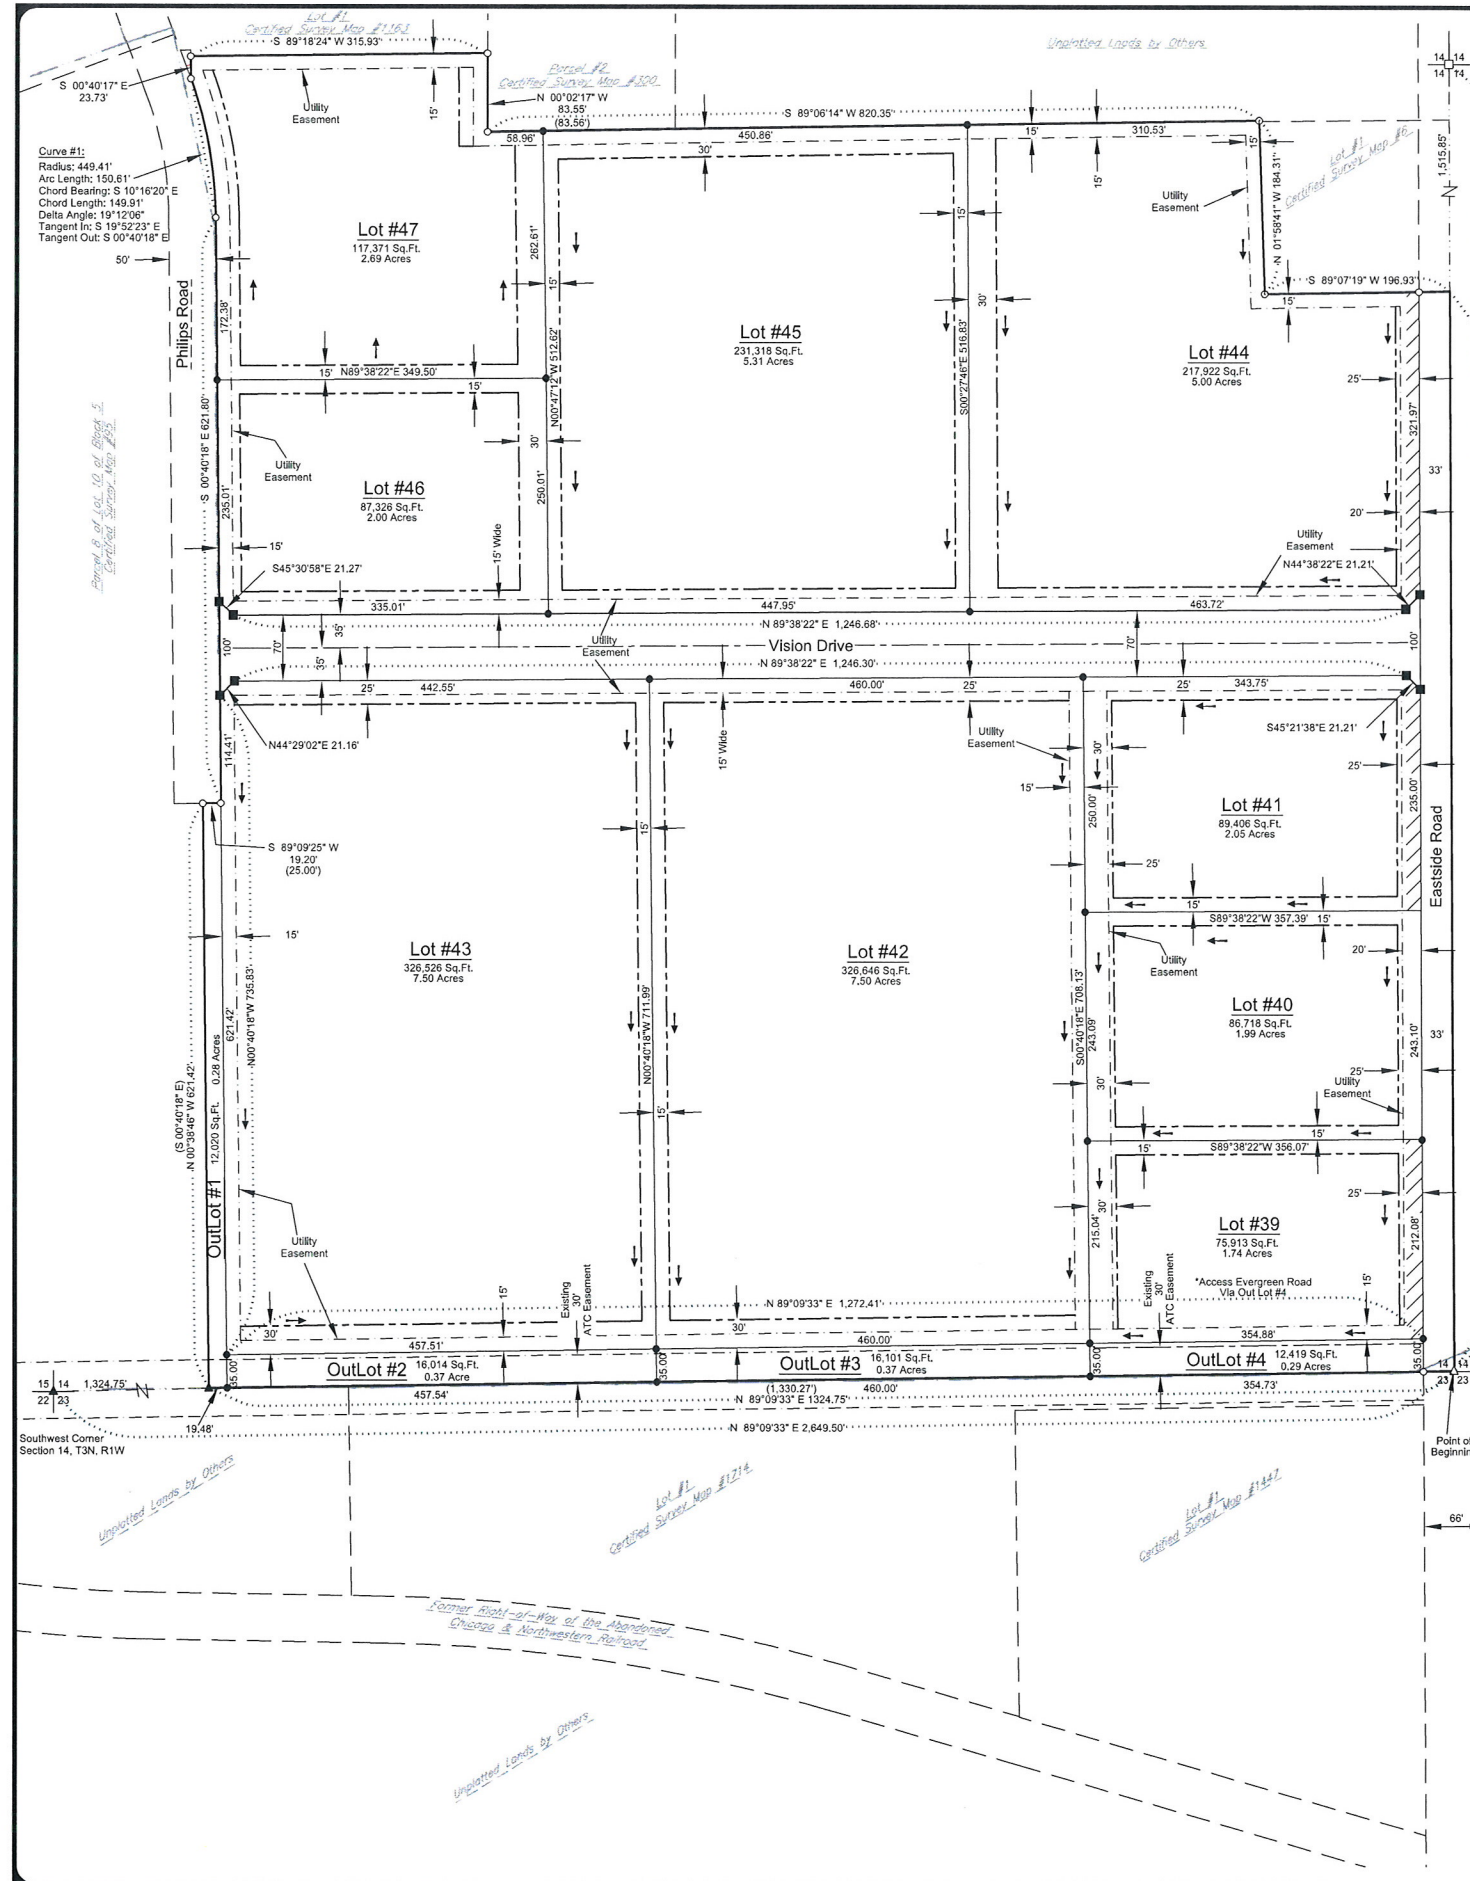 Lot #1
Certified Survey Map #1163
S 89°18'24" W 315.93'
Unplatted Lands by Others
14 14
14 14
S 00°40'17" E
23.73'
Parcel #2
Certified Survey Map #300
N 00°02'17" W
83.55'
(83.56')
Utility
Easement
15'
S 89°06'14" W 820.35'
58.96'
450.86'
15'
310.53'
15'
30'
15'
1,515.85'
Lot #1
Certified Survey Map #6
Curve #1:
Radius: 449.41'
Arc Length: 150.61'
Chord Bearing: S 10°16'20" E
Chord Length: 149.91'
Delta Angle: 19°12'06"
Tangent In: S 19°52'23" E
Tangent Out: S 00°40'18" E
50'
Philips Road
172.38'
Lot #47
117,371 Sq.Ft.
2.69 Acres
262.61'
15'
15'
30'
Utility
Easement
N 01°58'41" W 184.31'
S 89°07'19" W 196.93'
15'
Lot #45
231,318 Sq.Ft.
5.31 Acres
Lot #44
217,922 Sq.Ft.
5.00 Acres
N00°47'12"W 512.62'
S00°27'46"E 516.83'
15'
N89°38'22"E 349.50'
15'
25'
321.97'
33'
20'
Parcel B of Lot 10 of Block 5
Certified Survey Map #95
S 00°40'18" E 621.80'
235.01'
Utility
Easement
30'
250.01'
Lot #46
87,326 Sq.Ft.
2.00 Acres
15' Wide
15'
S45°30'58"E 21.27'
Utility
Easement
N44°38'22"E 21.21'
335.01'
447.95'
463.72'
N 89°38'22" E 1,246.68'
35'
100'
70'
35'
Utility
Easement
Vision Drive
70'
100'
N 89°38'22" E 1,246.30'
25'
442.55'
460.00'
25'
25'
343.75'
N44°29'02"E 21.16'
114.41'
15' Wide
Utility
Easement
30'
15'
S45°21'38"E 21.21'
25'
235.00'
Eastside Road
250.00'
Lot #41
89,406 Sq.Ft.
2.05 Acres
15'
25'
S 89°09'25" W
19.20'
(25.00')
15'
S89°38'22"W 357.39'
15'
15'
Lot #43
326,526 Sq.Ft.
7.50 Acres
Lot #42
326,646 Sq.Ft.
7.50 Acres
Utility
Easement
20'
N00°40'18"W 735.83'
621.42'
N00°40'18"W 711.99'
S00°40'18"E 708.13'
243.09'
Lot #40
86,718 Sq.Ft.
1.99 Acres
243.10'
33'
25'
Utility
Easement
30'
15'
(S 00°40'18" E)
N 00°38'46" W 621.42'
OutLot #1
12,020 Sq.Ft.
0.28 Acres
15'
S89°38'22"W 356.07'
15'
25'
30'
215.04'
Lot #39
75,913 Sq.Ft.
1.74 Acres
*Access Evergreen Road
Via Out Lot #4
212.08'
Utility
Easement
Existing
30'
ATC Easement
Existing
30'
ATC Easement
15'
15'
N 89°09'33" E 1,272.41'
30'
30'
457.51'
460.00'
354.88'
35.00'
OutLot #2
16,014 Sq.Ft.
0.37 Acre
35.00'
OutLot #3
16,101 Sq.Ft.
0.37 Acres
35.00'
OutLot #4
12,419 Sq.Ft.
0.29 Acres
35.00'
15 14
22 23
1,324.75'
457.54'
(1,330.27')
460.00'
354.73'
14 14
23 23
N 89°09'33" E 1324.75'
19.48'
N 89°09'33" E 2,649.50'
Southwest Corner
Section 14, T3N, R1W
Point of
Beginnin
Unplatted Lands by Others
Lot #1
Certified Survey Map #1714
Lot #1
Certified Survey Map #1447
66'
Former Right-of-Way of the Abandoned
Chicago & Northwestern Railroad
Unplatted Lands by Others